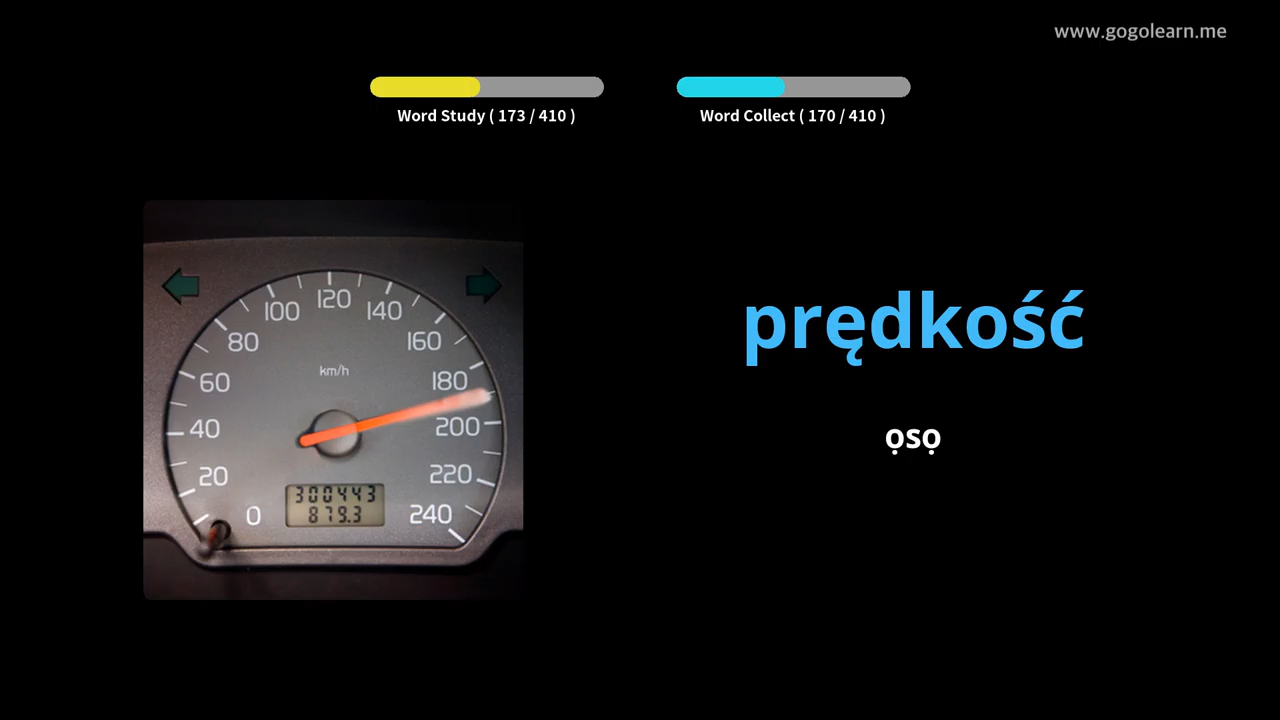 www.gogolearn.me
Word Study ( 173 / 410 )
Word Collect ( 170 / 410 )
120
100
140
80
160
km/h
60
180
40
200
20
220
300443
879.3
0
240
prędkość
ọsọ